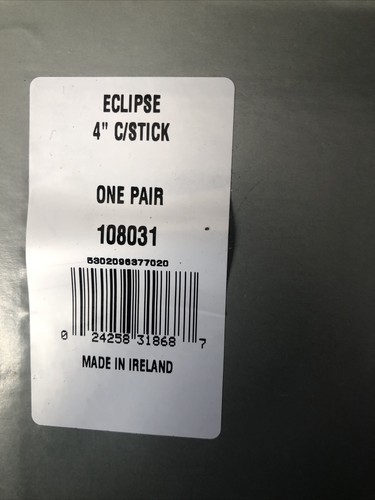 ECLIPSE
4" C/STICK
ONE PAIR
108031
5302096377020
0 24258 31868 7
MADE IN IRELAND